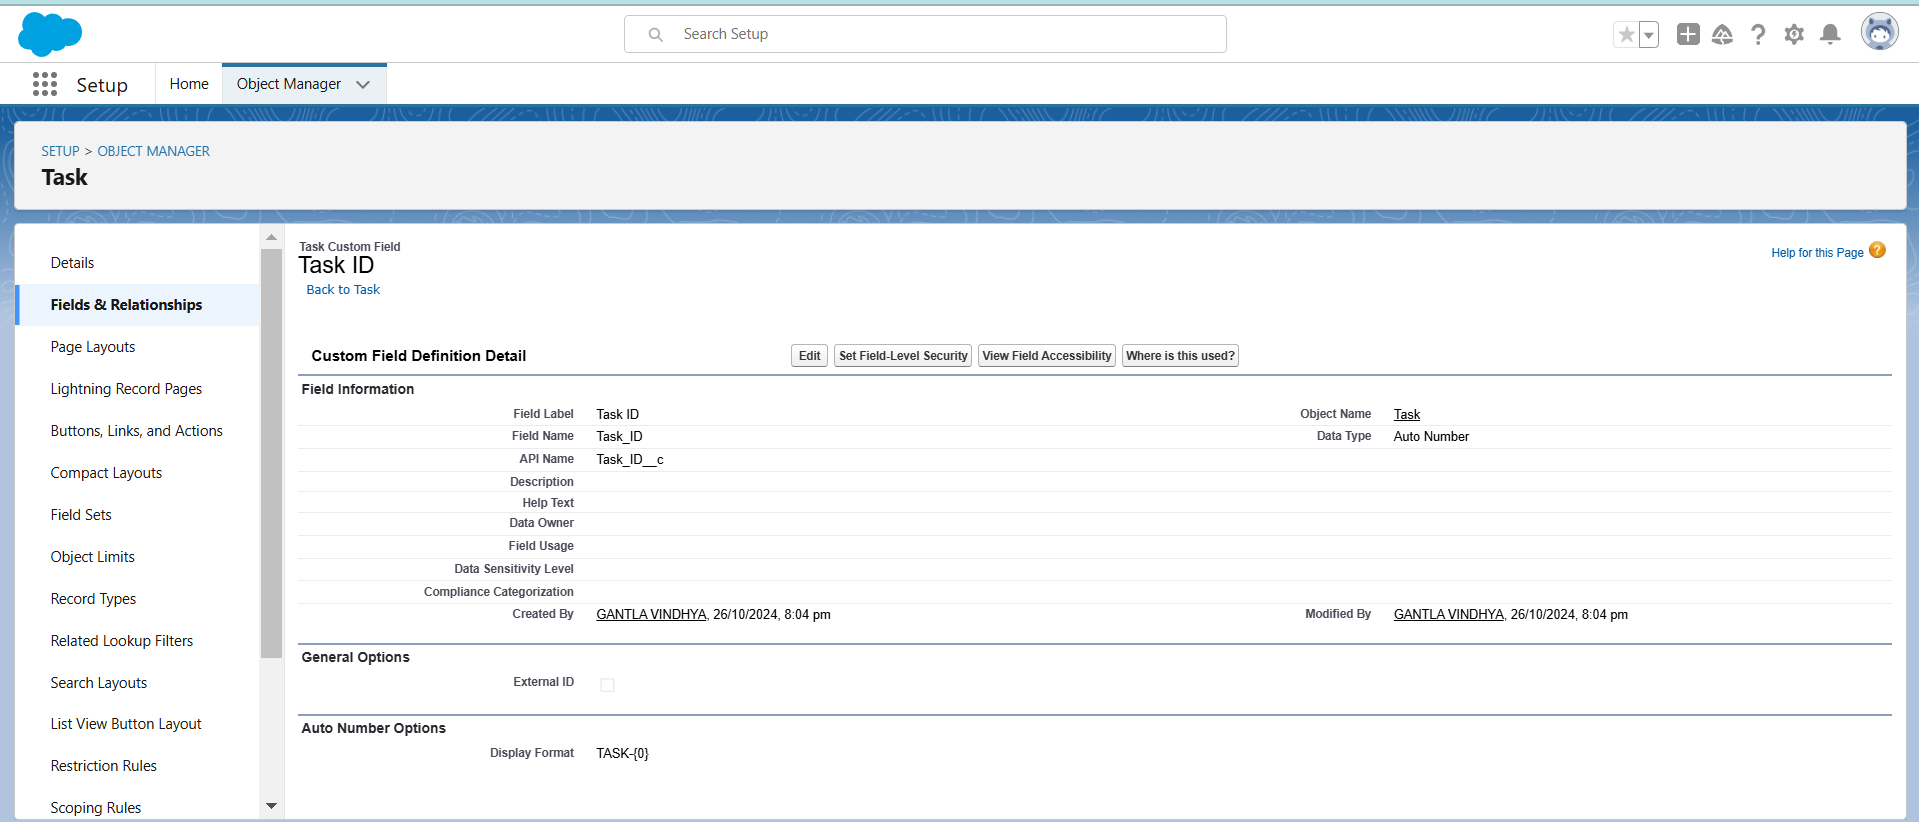 Search Setup
Setup
Home
Object Manager
SETUP > OBJECT MANAGER
Task
Details
Fields & Relationships
Page Layouts
Lightning Record Pages
Buttons, Links, and Actions
Compact Layouts
Field Sets
Object Limits
Record Types
Related Lookup Filters
Search Layouts
List View Button Layout
Restriction Rules
Scoping Rules
Task Custom Field
Task ID
Back to Task
Help for this Page ?
Custom Field Definition Detail
Edit
Set Field-Level Security
View Field Accessibility
Where is this used?
Field Information
Field Label Task ID Object Name Task
Field Name Task_ID Data Type Auto Number
API Name Task_ID__c
Description
Help Text
Data Owner
Field Usage
Data Sensitivity Level
Compliance Categorization
Created By GANTLA VINDHYA, 26/10/2024, 8:04 pm Modified By GANTLA VINDHYA, 26/10/2024, 8:04 pm
General Options
External ID
Auto Number Options
Display Format TASK-{0}